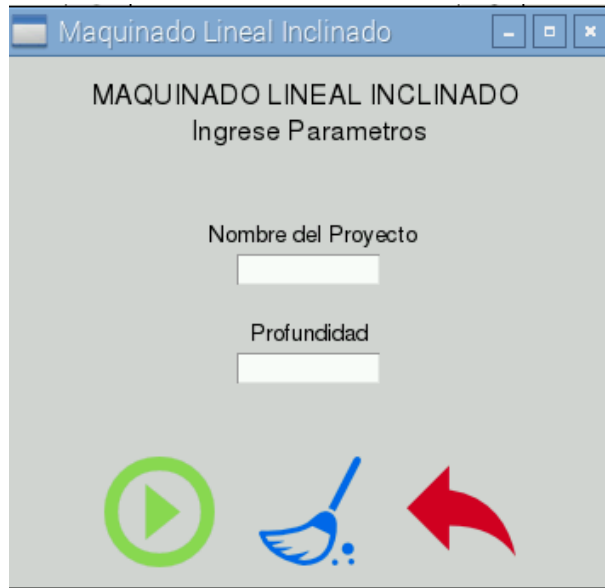 Maquinado Lineal Inclinado
MAQUINADO LINEAL INCLINADO
Ingrese Parametros
Nombre del Proyecto
Profundidad